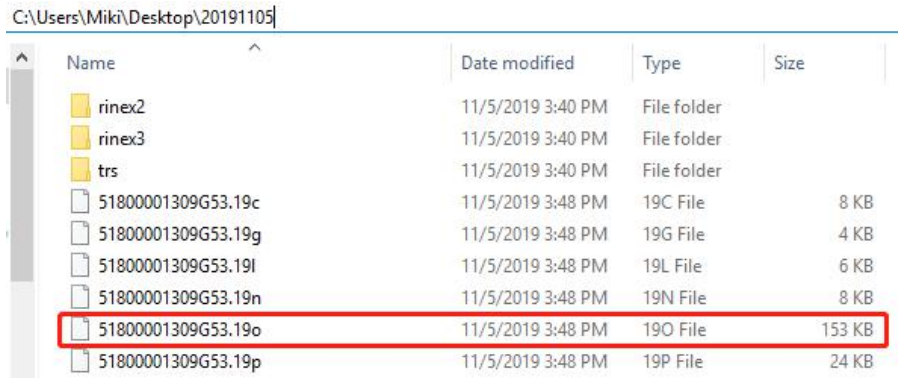 C:\Users\Miki\Desktop\20191105
Name Date modified Type Size
rinex2 11/5/2019 3:40 PM File folder
rinex3 11/5/2019 3:40 PM File folder
trs 11/5/2019 3:40 PM File folder
51800001309G53.19c 11/5/2019 3:48 PM 19C File 8 KB
51800001309G53.19g 11/5/2019 3:48 PM 19G File 4 KB
51800001309G53.19l 11/5/2019 3:48 PM 19L File 6 KB
51800001309G53.19n 11/5/2019 3:48 PM 19N File 8 KB
51800001309G53.19o 11/5/2019 3:48 PM 19O File 153 KB
51800001309G53.19p 11/5/2019 3:48 PM 19P File 24 KB